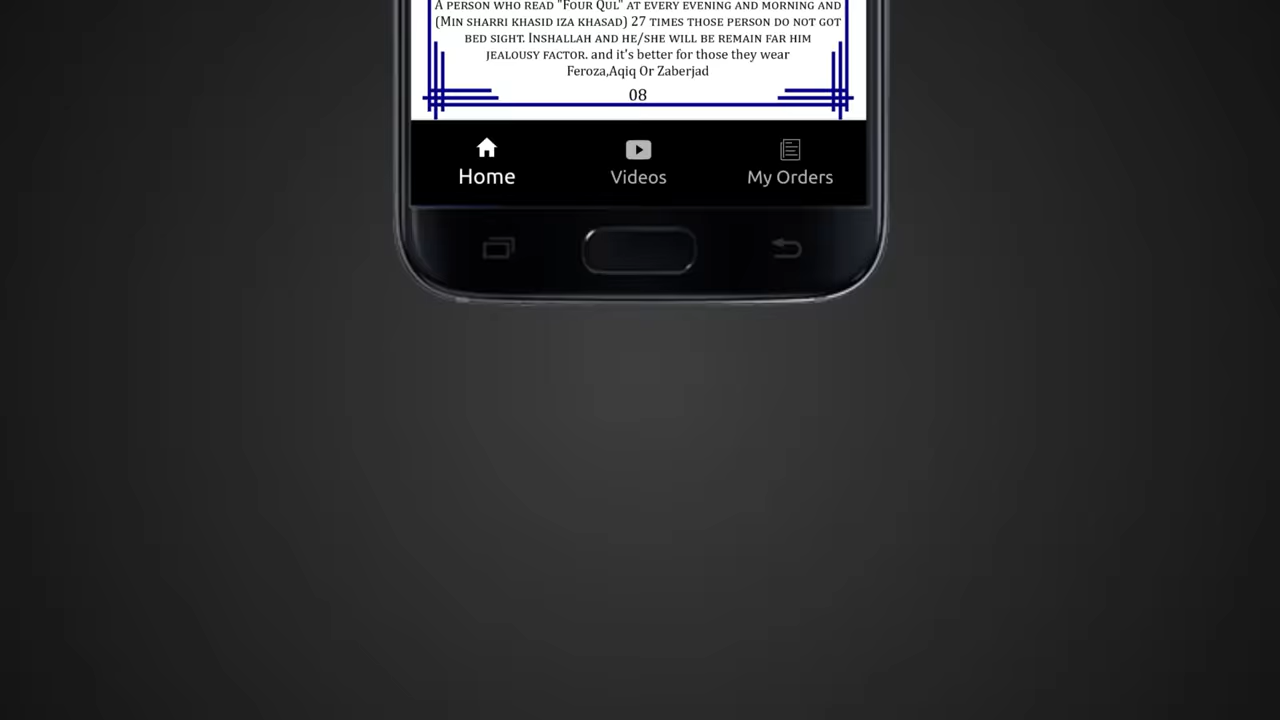 A PERSON WHO READ "FOUR QUL" AT EVERY EVENING AND MORNING AND
(MIN SHARRI KHASID IZA KHASAD) 27 TIMES THOSE PERSON DO NOT GOT
BED SIGHT. INSHALLAH AND HE/SHE WILL BE REMAIN FAR HIM
JEALOUSY FACTOR. and it's better for those they wear
Feroza,Aqiq Or Zaberjad
08
Home
Videos
My Orders